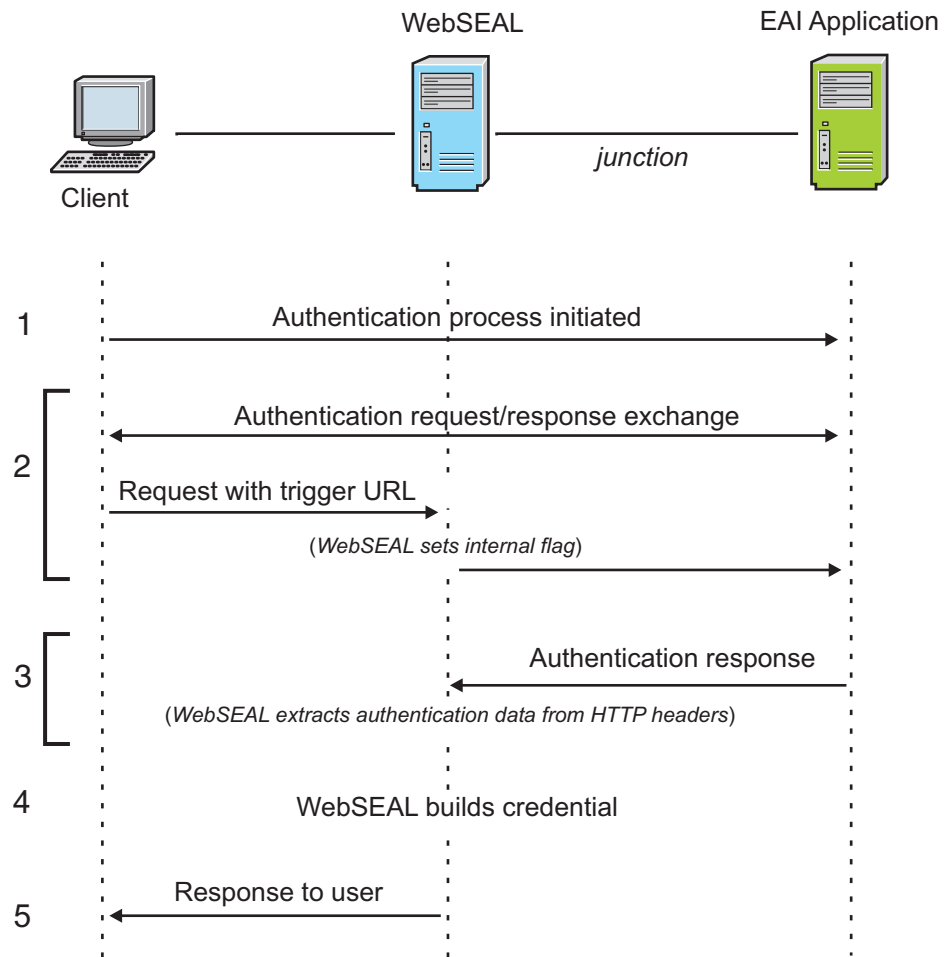 WebSEAL
EAI Application
junction
Client
1
Authentication process initiated
2
Authentication request/response exchange
Request with trigger URL
(WebSEAL sets internal flag)
3
Authentication response
(WebSEAL extracts authentication data from HTTP headers)
4
WebSEAL builds credential
5
Response to user